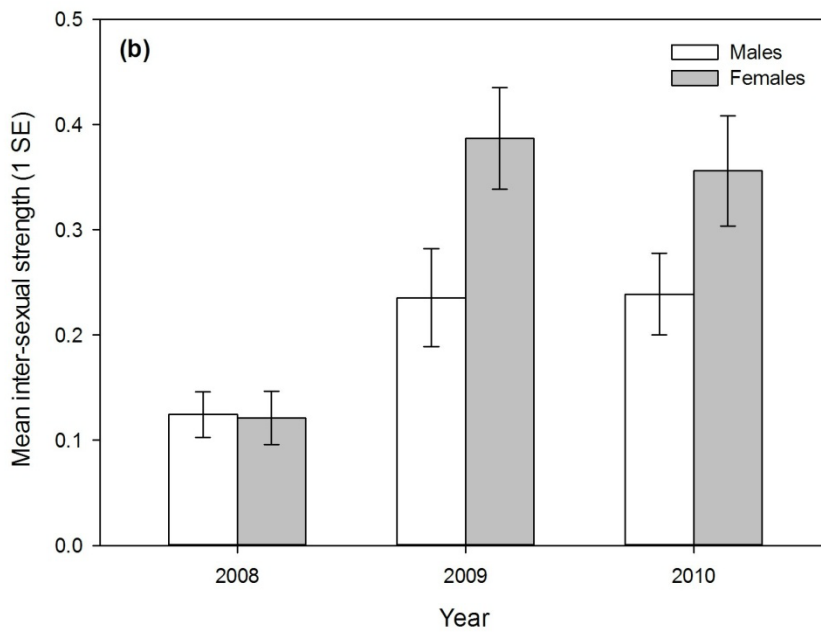 (b)
Males
Females
Mean inter-sexual strength (1 SE)
0.5
0.4
0.3
0.2
0.1
0.0
2008
2009
2010
Year